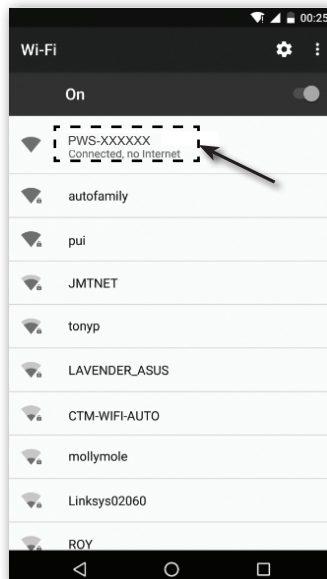 00:25
Wi-Fi
On
PWS-XXXXXX
Connected, no Internet
autofamily
pui
JMTNET
tonyp
LAVENDER_ASUS
CTM-WIFI-AUTO
mollymole
Linksys02060
ROY